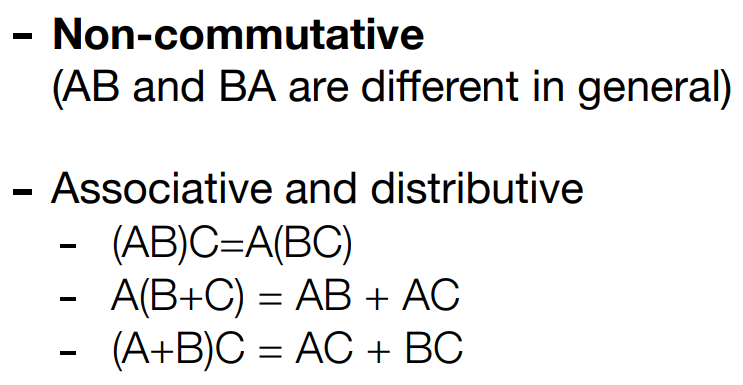 - Non-commutative
(AB and BA are different in general)
- Associative and distributive
- (AB)C=A(BC)
- A(B+C) = AB + AC
- (A+B)C = AC + BC